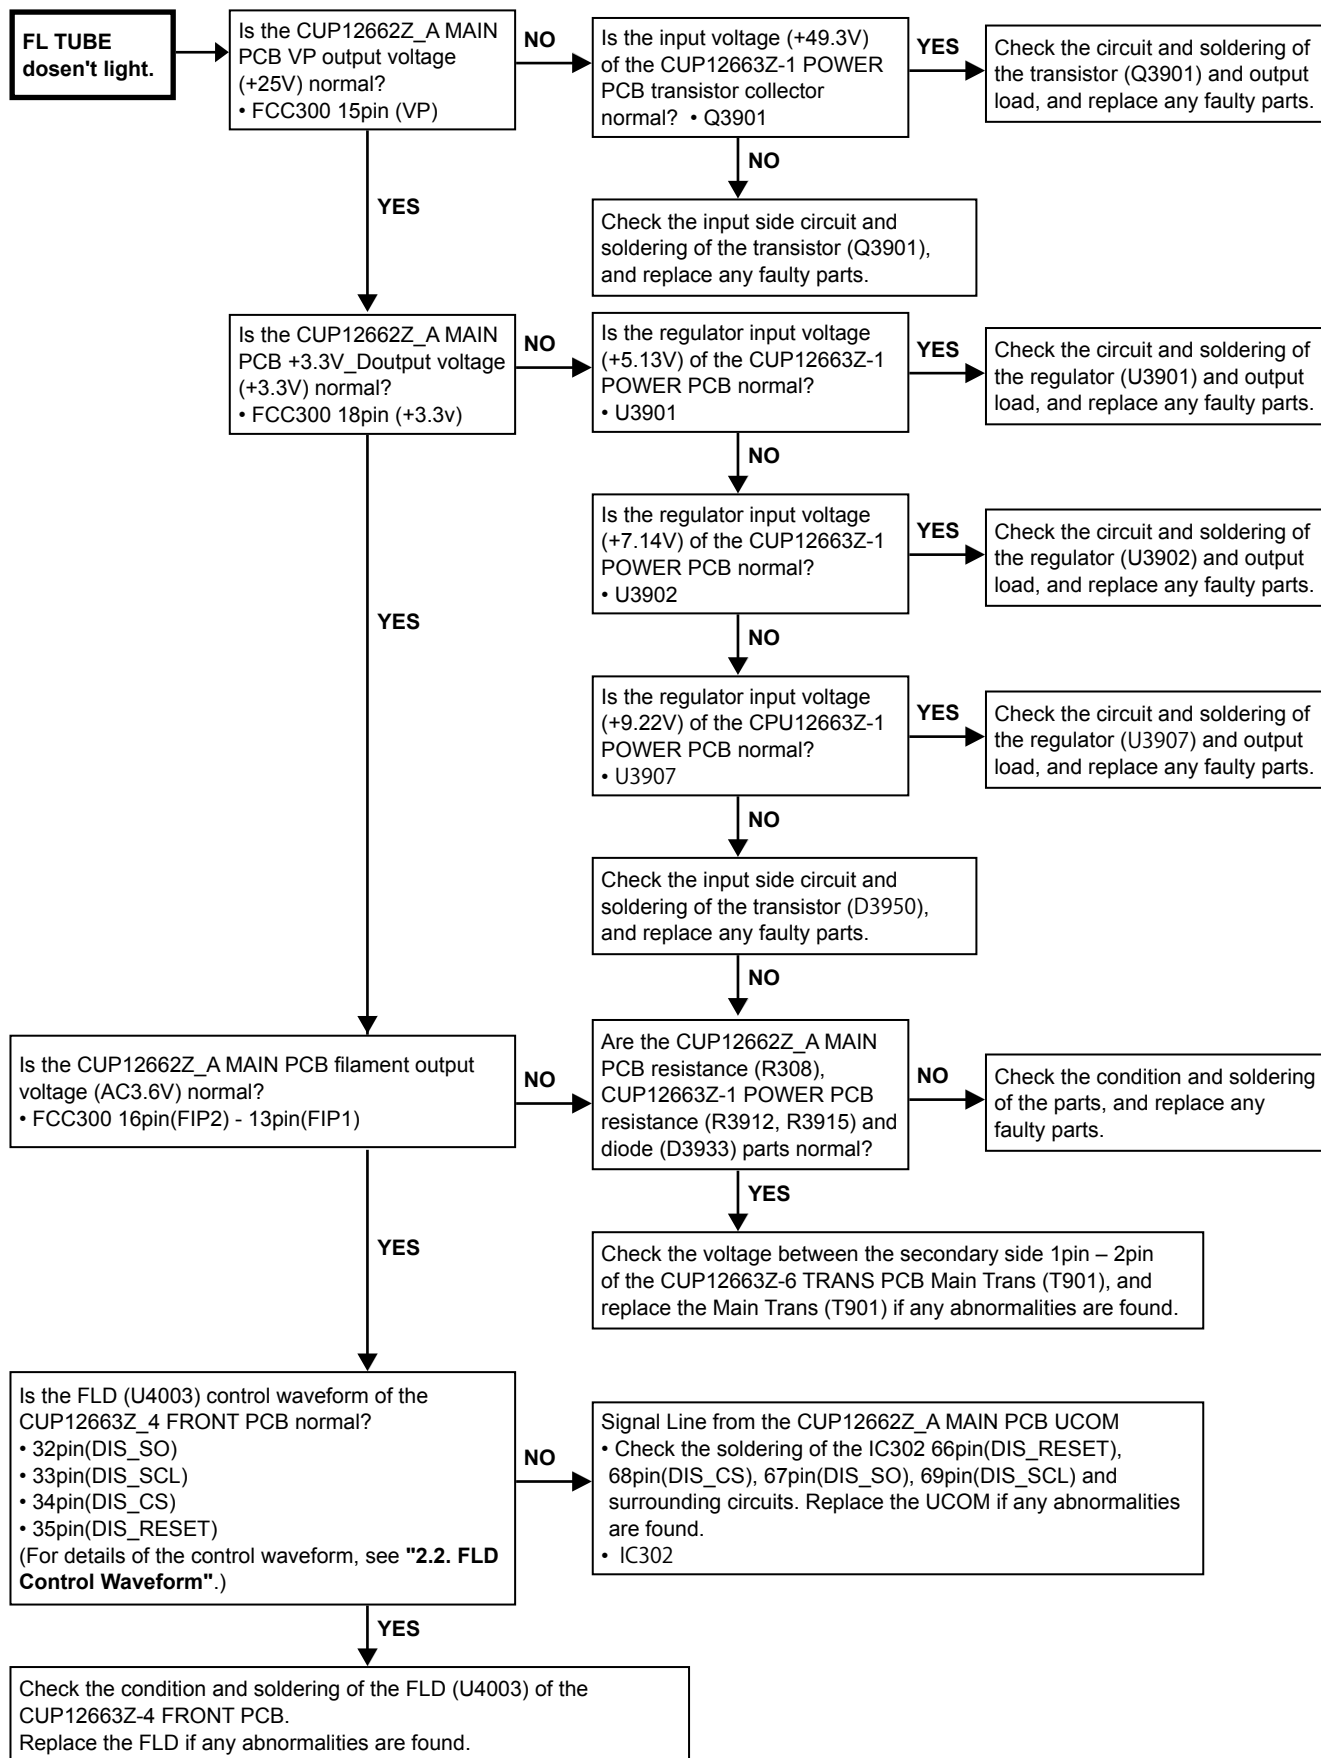 FL TUBE
dosen't light.
Is the CUP12662Z_A MAIN
PCB VP output voltage
(+25V) normal?
• FCC300 15pin (VP)
NO
Is the input voltage (+49.3V)
of the CUP12663Z-1 POWER
PCB transistor collector
normal? • Q3901
YES
Check the circuit and soldering of
the transistor (Q3901) and output
load, and replace any faulty parts.
NO
YES
Check the input side circuit and
soldering of the transistor (Q3901),
and replace any faulty parts.
Is the CUP12662Z_A MAIN
PCB +3.3V_Doutput voltage
(+3.3V) normal?
• FCC300 18pin (+3.3v)
NO
Is the regulator input voltage
(+5.13V) of the CUP12663Z-1
POWER PCB normal?
• U3901
YES
Check the circuit and soldering of
the regulator (U3901) and output
load, and replace any faulty parts.
NO
Is the regulator input voltage
(+7.14V) of the CUP12663Z-1
POWER PCB normal?
• U3902
YES
Check the circuit and soldering of
the regulator (U3902) and output
load, and replace any faulty parts.
YES
NO
Is the regulator input voltage
(+9.22V) of the CPU12663Z-1
POWER PCB normal?
• U3907
YES
Check the circuit and soldering of
the regulator (U3907) and output
load, and replace any faulty parts.
NO
Check the input side circuit and
soldering of the transistor (D3950),
and replace any faulty parts.
NO
Is the CUP12662Z_A MAIN PCB filament output
voltage (AC3.6V) normal?
• FCC300 16pin(FIP2) - 13pin(FIP1)
NO
Are the CUP12662Z_A MAIN
PCB resistance (R308),
CUP12663Z-1 POWER PCB
resistance (R3912, R3915) and
diode (D3933) parts normal?
NO
Check the condition and soldering
of the parts, and replace any
faulty parts.
YES
YES
Check the voltage between the secondary side 1pin – 2pin
of the CUP12663Z-6 TRANS PCB Main Trans (T901), and
replace the Main Trans (T901) if any abnormalities are found.
Is the FLD (U4003) control waveform of the
CUP12663Z_4 FRONT PCB normal?
• 32pin(DIS_SO)
• 33pin(DIS_SCL)
• 34pin(DIS_CS)
• 35pin(DIS_RESET)
(For details of the control waveform, see "2.2. FLD
Control Waveform".)
NO
Signal Line from the CUP12662Z_A MAIN PCB UCOM
• Check the soldering of the IC302 66pin(DIS_RESET),
68pin(DIS_CS), 67pin(DIS_SO), 69pin(DIS_SCL) and
surrounding circuits. Replace the UCOM if any abnormalities
are found.
• IC302
YES
Check the condition and soldering of the FLD (U4003) of the
CUP12663Z-4 FRONT PCB.
Replace the FLD if any abnormalities are found.